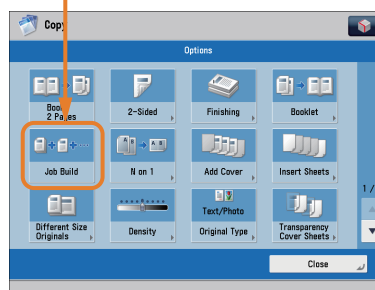 Copy
Options
Book ▸ 2 Pages
2-Sided
Finishing
Booklet
Job Build
N on 1
Add Cover
Insert Sheets
1 /
Different Size
Originals
Density
Text/Photo
Original Type
Transparency
Cover Sheets
Close